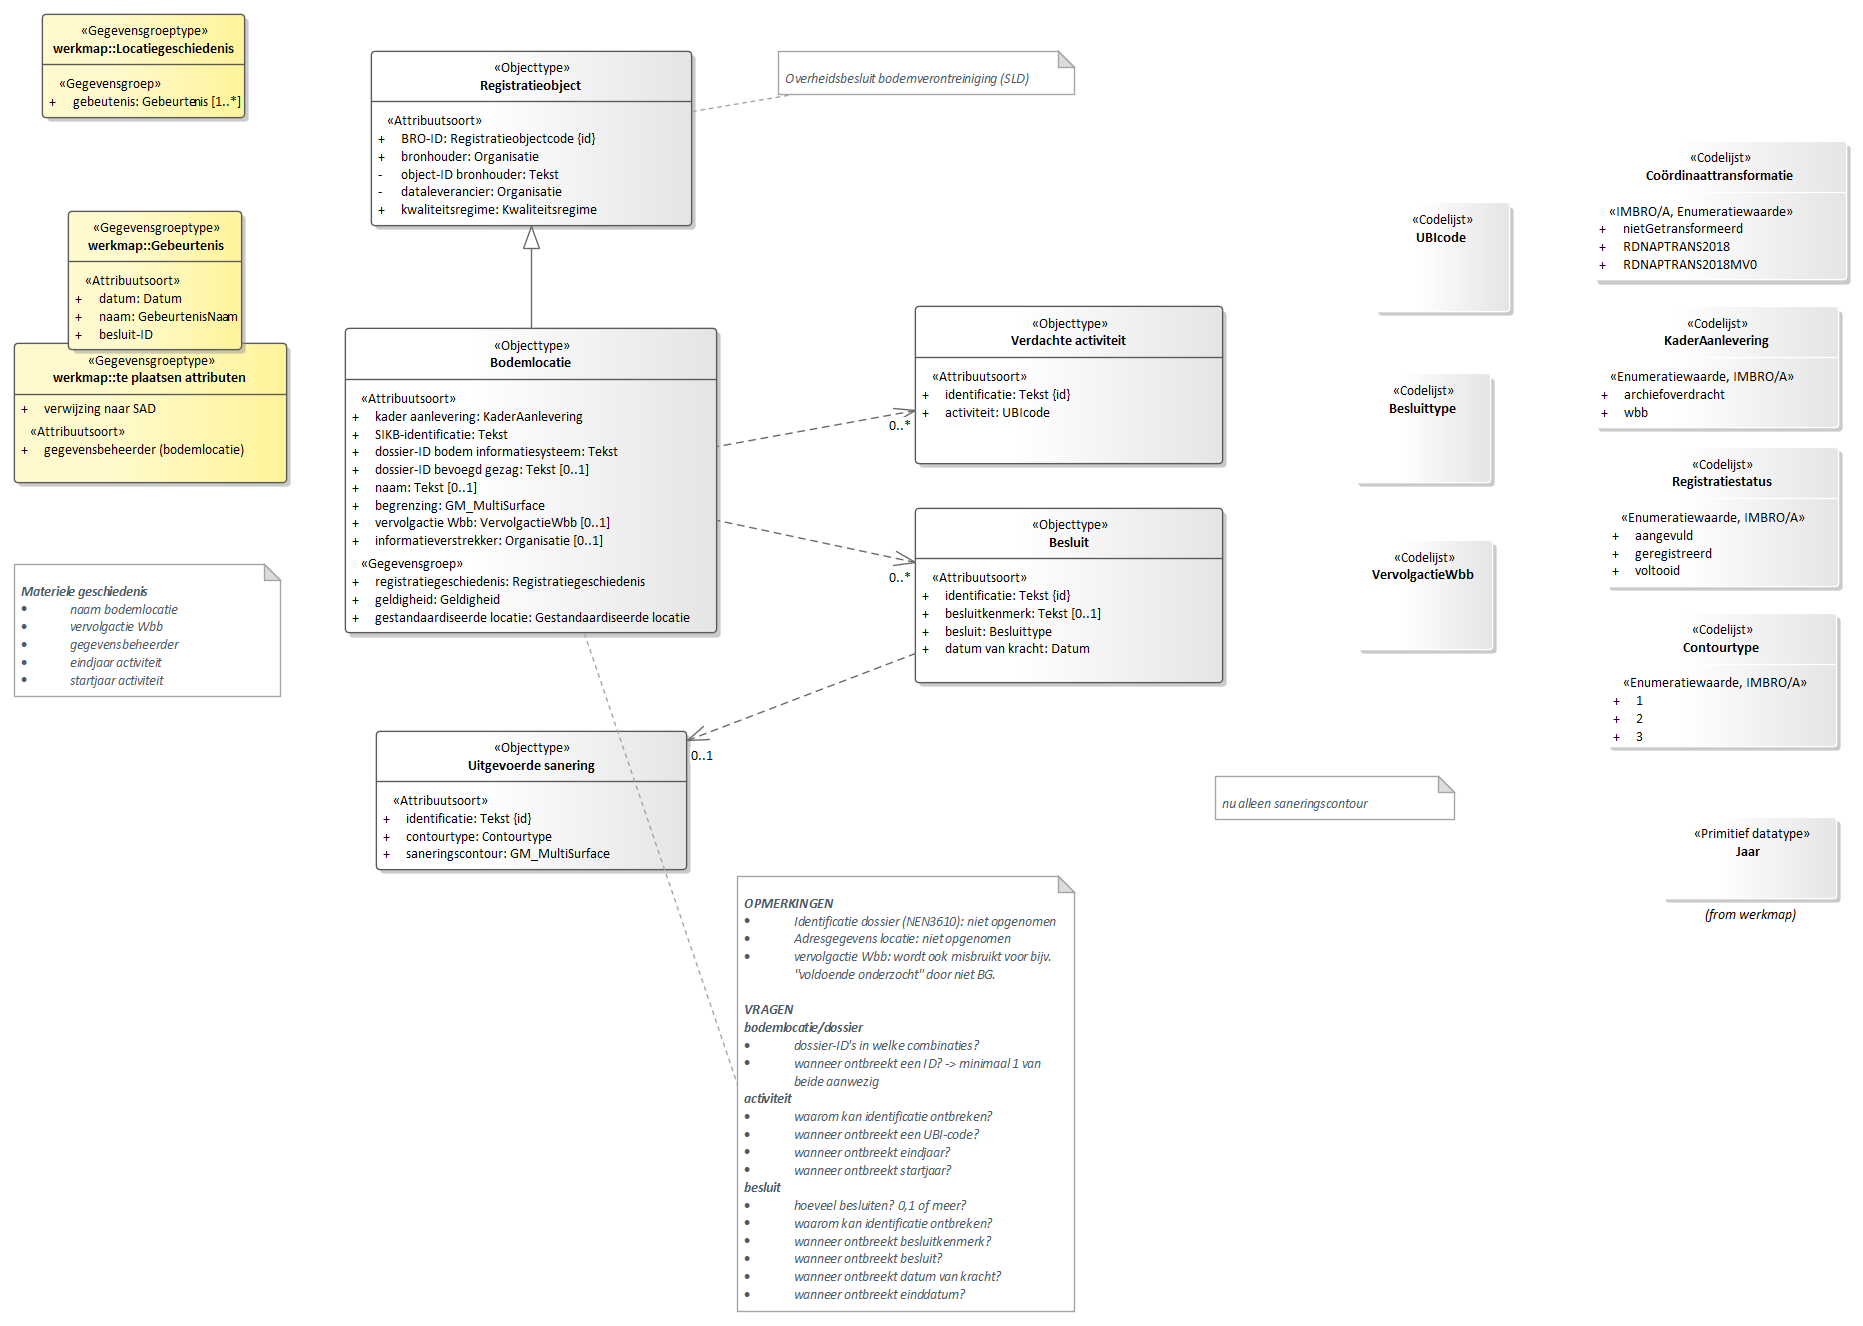 «Gegevensgroeptype»
werkmap::Locatiegeschiedenis
«Gegevensgroep»
+ gebeutenis: Gebeurtenis [1..*]
«Gegevensgroeptype»
werkmap::Gebeurtenis
«Attribuutsoort»
+ datum: Datum
+ naam: GebeurtenisNaam
+ besluit-ID
«Gegevensgroeptype»
werkmap::te plaatsen attributen
+ verwijzing naar SAD
«Attribuutsoort»
+ gegevensbeheerder (bodemlocatie)
Materiele geschiedenis
• naam bodemlocatie
• vervolgactie Wbb
• gegevensbeheerder
• eindjaar activiteit
• startjaar activiteit
«Objecttype»
Registratieobject
«Attribuutsoort»
+ BRO-ID: Registratieobjectcode {id}
+ bronhouder: Organisatie
- object-ID bronhouder: Tekst
- dataleverancier: Organisatie
+ kwaliteitsregime: Kwaliteitsregime
Overheidsbesluit bodemverontreiniging (SLD)
«Objecttype»
Bodemlocatie
«Attribuutsoort»
+ kader aanlevering: KaderAanlevering
+ SIKB-identificatie: Tekst
+ dossier-ID bodem informatiesysteem: Tekst
+ dossier-ID bevoegd gezag: Tekst [0..1]
+ naam: Tekst [0..1]
+ begrenzing: GM_MultiSurface
+ vervolgactie Wbb: VervolgactieWbb [0..1]
+ informatieverstrekker: Organisatie [0..1]
«Gegevensgroep»
+ registratiegeschiedenis: Registratiegeschiedenis
+ geldigheid: Geldigheid
+ gestandaardiseerde locatie: Gestandaardiseerde locatie
«Objecttype»
Verdachte activiteit
«Attribuutsoort»
+ identificatie: Tekst {id}
+ activiteit: UBIcode
0..*
«Objecttype»
Besluit
«Attribuutsoort»
+ identificatie: Tekst {id}
+ besluitkenmerk: Tekst [0..1]
+ besluit: Besluittype
+ datum van kracht: Datum
0..*
«Objecttype»
Uitgevoerde sanering
«Attribuutsoort»
+ identificatie: Tekst {id}
+ contourtype: Contourtype
+ saneringscontour: GM_MultiSurface
0..1
OPMERKINGEN
• Identificatie dossier (NEN3610): niet opgenomen
• Adresgegevens locatie: niet opgenomen
• vervolgactie Wbb: wordt ook misbruikt voor bijv.
"voldoende onderzocht" door niet BG.
VRAGEN
bodemlocatie/dossier
• dossier-ID's in welke combinaties?
• wanneer ontbreekt een ID? -> minimaal 1 van
beide aanwezig
activiteit
• waarom kan identificatie ontbreken?
• wanneer ontbreekt een UBI-code?
• wanneer ontbreekt eindjaar?
• wanneer ontbreekt startjaar?
besluit
• hoeveel besluiten? 0,1 of meer?
• waarom kan identificatie ontbreken?
• wanneer ontbreekt besluitkenmerk?
• wanneer ontbreekt besluit?
• wanneer ontbreekt datum van kracht?
• wanneer ontbreekt einddatum?
nu alleen saneringscontour
«Codelijst»
UBIcode
«Codelijst»
Besluittype
«Codelijst»
VervolgactieWbb
«Codelijst»
Coördinaattransformatie
«IMBRO/A, Enumeratiewaarde»
+ nietGetransformeerd
+ RDNAPTRANS2018
+ RDNAPTRANS2018MV0
«Codelijst»
KaderAanlevering
«Enumeratiewaarde, IMBRO/A»
+ archiefoverdracht
+ wbb
«Codelijst»
Registratiestatus
«Enumeratiewaarde, IMBRO/A»
+ aangevuld
+ geregistreerd
+ voltooid
«Codelijst»
Contourtype
«Enumeratiewaarde, IMBRO/A»
+ 1
+ 2
+ 3
«Primitief datatype»
Jaar
(from werkmap)